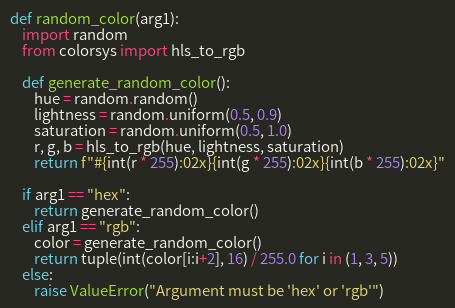 def random_color(arg1):
    import random
    from colorsys import hls_to_rgb

    def generate_random_color():
        hue = random.random()
        lightness = random.uniform(0.5, 0.9)
        saturation = random.uniform(0.5, 1.0)
        r, g, b = hls_to_rgb(hue, lightness, saturation)
        return f"#{int(r * 255):02x}{int(g * 255):02x}{int(b * 255):02x}"

    if arg1 == "hex":
        return generate_random_color()
    elif arg1 == "rgb":
        color = generate_random_color()
        return tuple(int(color[i:i+2], 16) / 255.0 for i in (1, 3, 5))
    else:
        raise ValueError("Argument must be 'hex' or 'rgb'")